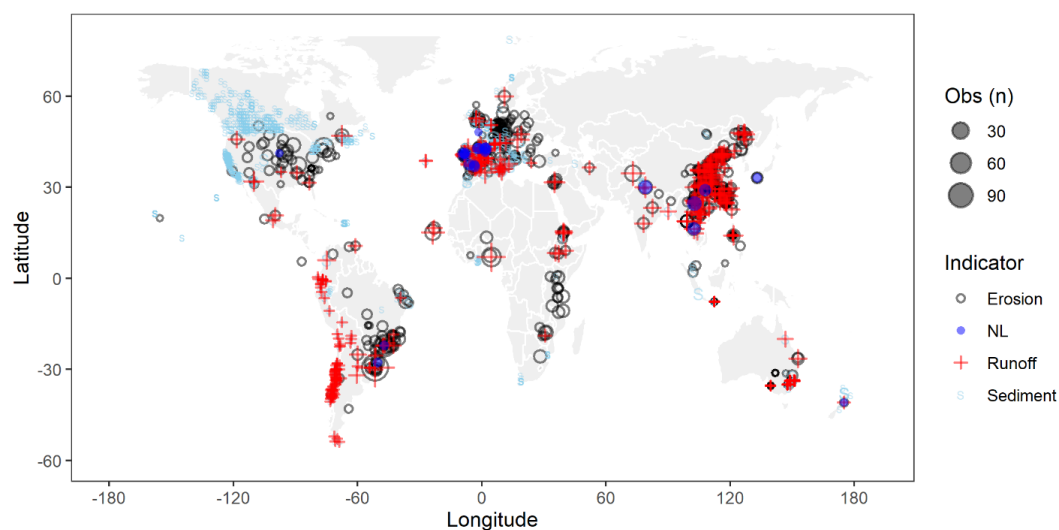 Latitude
60
30
0
-30
-60
-180
-120
-60
0
60
120
180
Longitude
Obs (n)
30
60
90
Indicator
Erosion
NL
Runoff
S Sediment